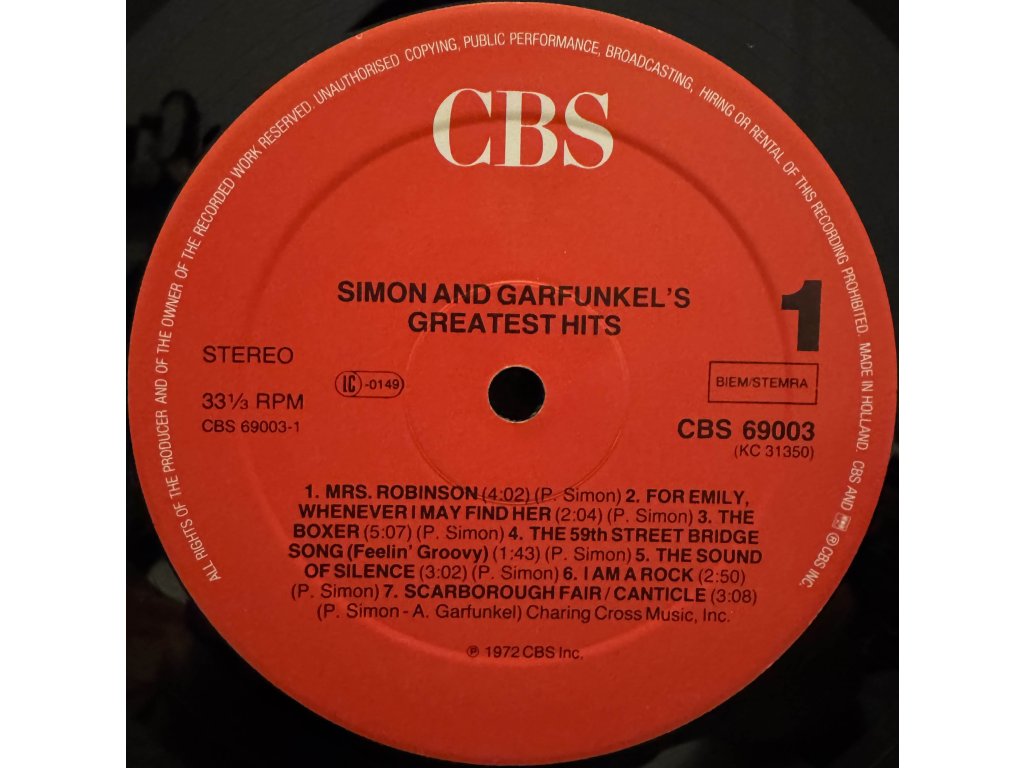 ALL RIGHTS OF THE PRODUCER AND OF THE OWNER OF THE RECORDED WORK RESERVED. UNAUTHORISED COPYING, PUBLIC PERFORMANCE, BROADCASTING, HIRING OR RENTAL OF THIS RECORDING PROHIBITED. MADE IN HOLLAND. CBS AND ℗ CBS INC.
CBS
SIMON AND GARFUNKEL'S
GREATEST HITS
1
STEREO
LC -0149
BIEM/STEMRA
33⅓ RPM
CBS 69003-1
CBS 69003
(KC 31350)
1. MRS. ROBINSON (4:02) (P. Simon) 2. FOR EMILY,
WHENEVER I MAY FIND HER (2:04) (P. Simon) 3. THE
BOXER (5:07) (P. Simon) 4. THE 59th STREET BRIDGE
SONG (Feelin' Groovy) (1:43) (P. Simon) 5. THE SOUND
OF SILENCE (3:02) (P. Simon) 6. I AM A ROCK (2:50)
(P. Simon) 7. SCARBOROUGH FAIR / CANTICLE (3:08)
(P. Simon - A. Garfunkel) Charing Cross Music, Inc.
℗ 1972 CBS Inc.